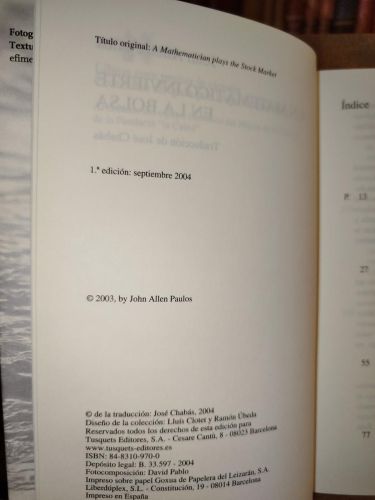 Fotog
Textu
efíme
Título original: A Mathematician plays the Stock Market
1.ª edición: septiembre 2004
© 2003, by John Allen Paulos
© de la traducción: José Chabás, 2004
Diseño de la colección: Lluís Clotet y Ramón Úbeda
Reservados todos los derechos de esta edición para
Tusquets Editores, S.A. - Cesare Cantù, 8 - 08023 Barcelona
www.tusquets-editores.es
ISBN: 84-8310-970-0
Depósito legal: B. 33.597 - 2004
Fotocomposición: David Pablo
Impreso sobre papel Goxua de Papelera del Leizarán, S.A.
Liberdúplex, S.L. - Constitución, 19 - 08014 Barcelona
Impreso en España
Índice
P. 13
27
55
77